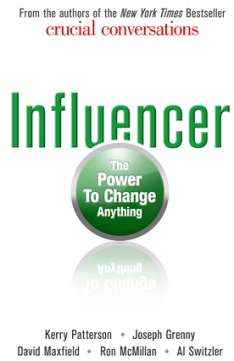 From the authors of the New York Times Bestseller
crucial conversations
Influencer
The
Power
To Change
Anything
Kerry Patterson • Joseph Grenny
David Maxfield • Ron McMillan • Al Switzler